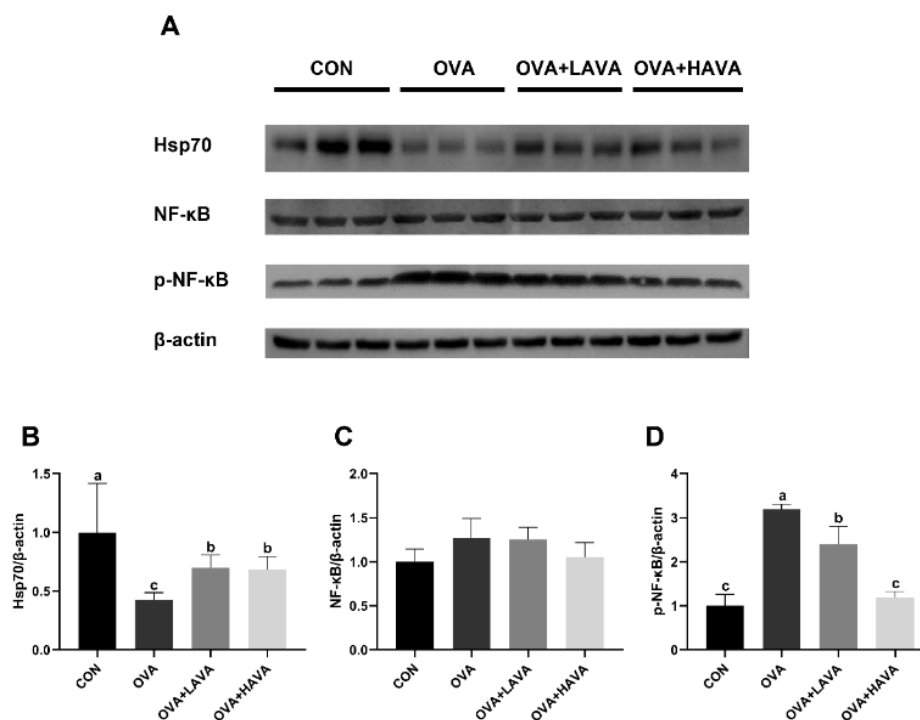 A
CON OVA OVA+LAVA OVA+HAVA
Hsp70
NF-κB
p-NF-κB
β-actin
B
Hsp70/β-actin
1.5
1.0
0.5
0.0
a
c
b
b
CON
OVA
OVA+LAVA
OVA+HAVA
C
NF-κB/β-actin
2.0
1.5
1.0
0.5
0.0
CON
OVA
OVA+LAVA
OVA+HAVA
D
p-NF-κB/β-actin
4
3
2
1
0
c
a
b
c
CON
OVA
OVA+LAVA
OVA+HAVA